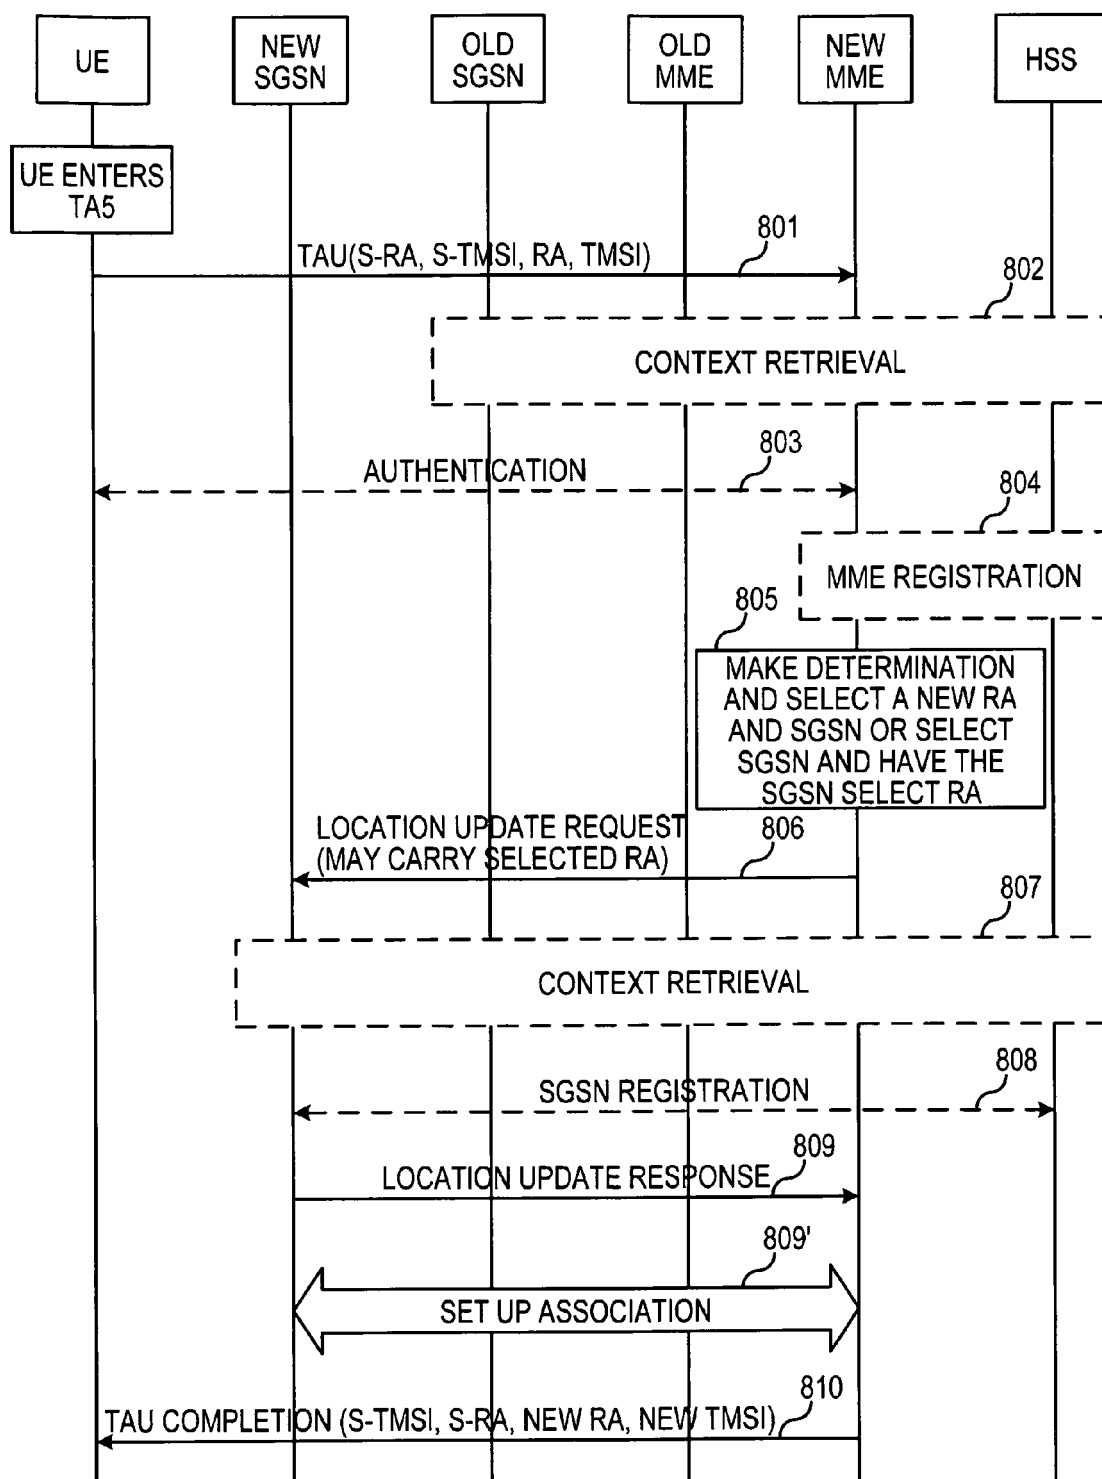 UE
NEW
SGSN
OLD
SGSN
OLD
MME
NEW
MME
HSS
UE ENTERS
TA5
801
TAU(S-RA, S-TMSI, RA, TMSI)
802
CONTEXT RETRIEVAL
803
AUTHENTICATION
804
MME REGISTRATION
805
MAKE DETERMINATION
AND SELECT A NEW RA
AND SGSN OR SELECT
SGSN AND HAVE THE
SGSN SELECT RA
LOCATION UPDATE REQUEST
(MAY CARRY SELECTED RA)
806
807
CONTEXT RETRIEVAL
808
SGSN REGISTRATION
809
LOCATION UPDATE RESPONSE
809'
SET UP ASSOCIATION
810
TAU COMPLETION (S-TMSI, S-RA, NEW RA, NEW TMSI)